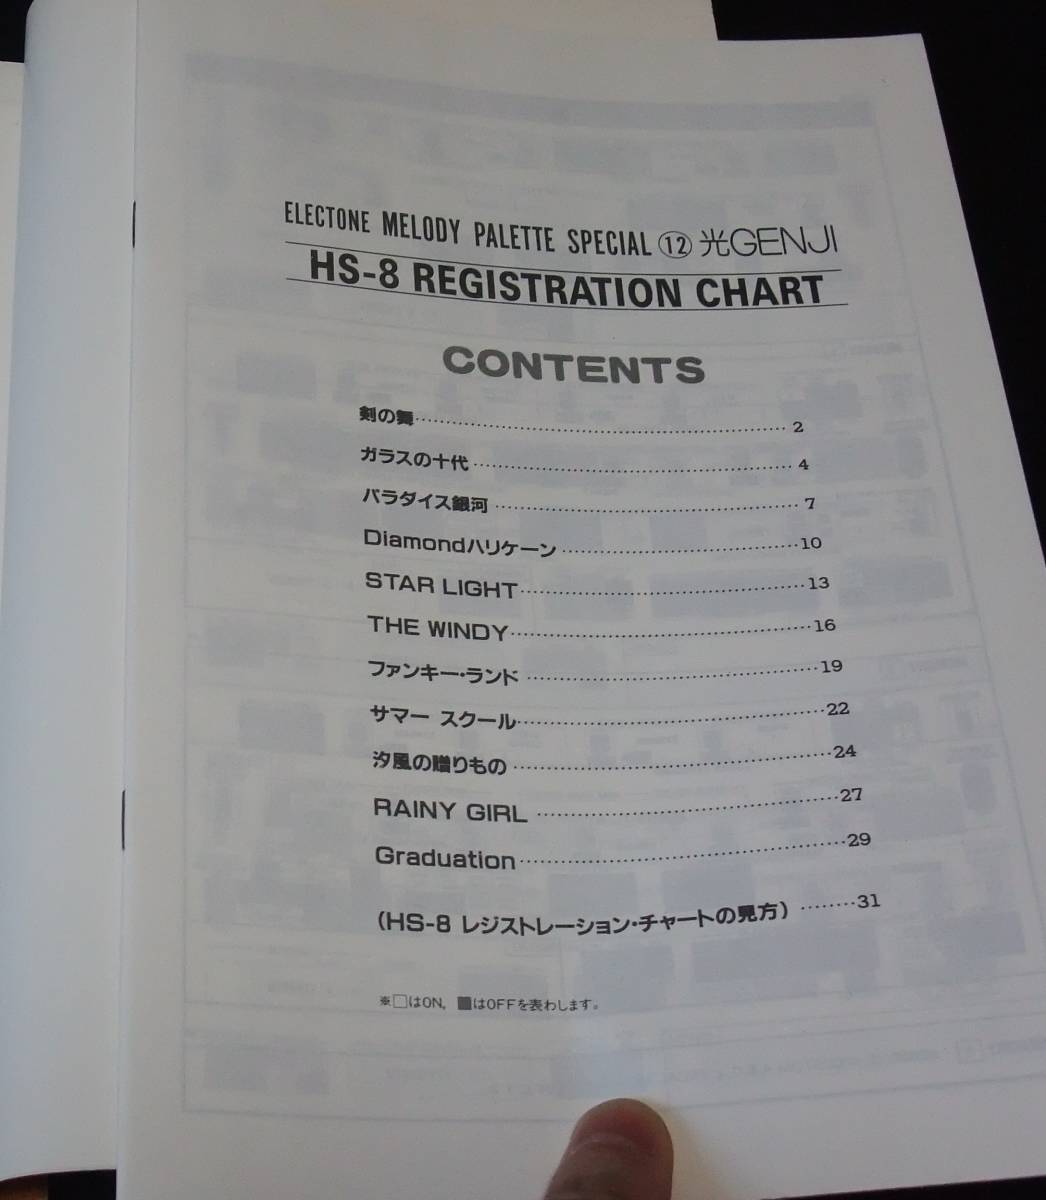 ELECTONE MELODY PALETTE SPECIAL ⑫ 光GENJI
HS-8 REGISTRATION CHART
CONTENTS
剣の舞…………2
ガラスの十代…………4
パラダイス銀河…………7
Diamondハリケーン…………10
STAR LIGHT…………13
THE WINDY…………16
ファンキー・ランド…………19
サマー スクール…………22
汐風の贈りもの…………24
RAINY GIRL…………27
Graduation…………29
(HS-8 レジストレーション・チャートの見方)………31
※□はON, ■はOFFを表わします。